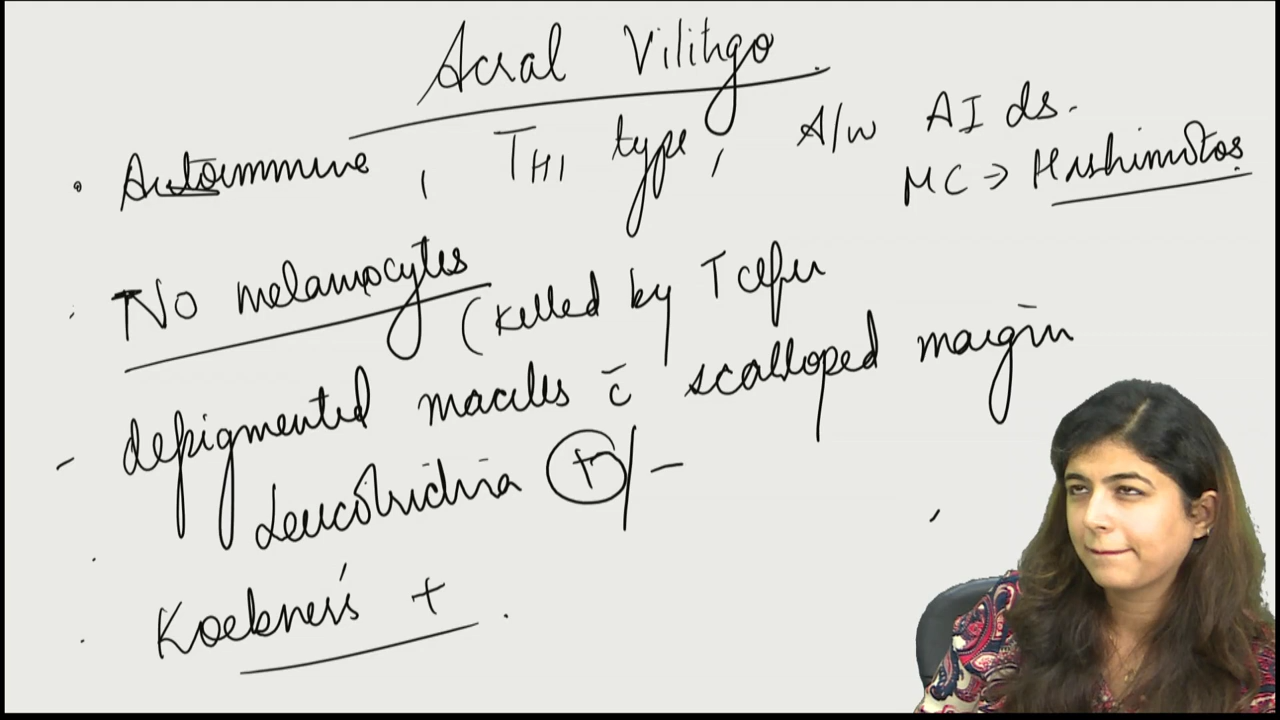 Acral Vilitigo
• Autoimmune , TH1 type, A/w AI ds.
MC → Hashimotos
No melanocytes (killed by T cells
- depigmented macules c̄ scalloped margin
Leucotrichia (+)/-
Koebner's +